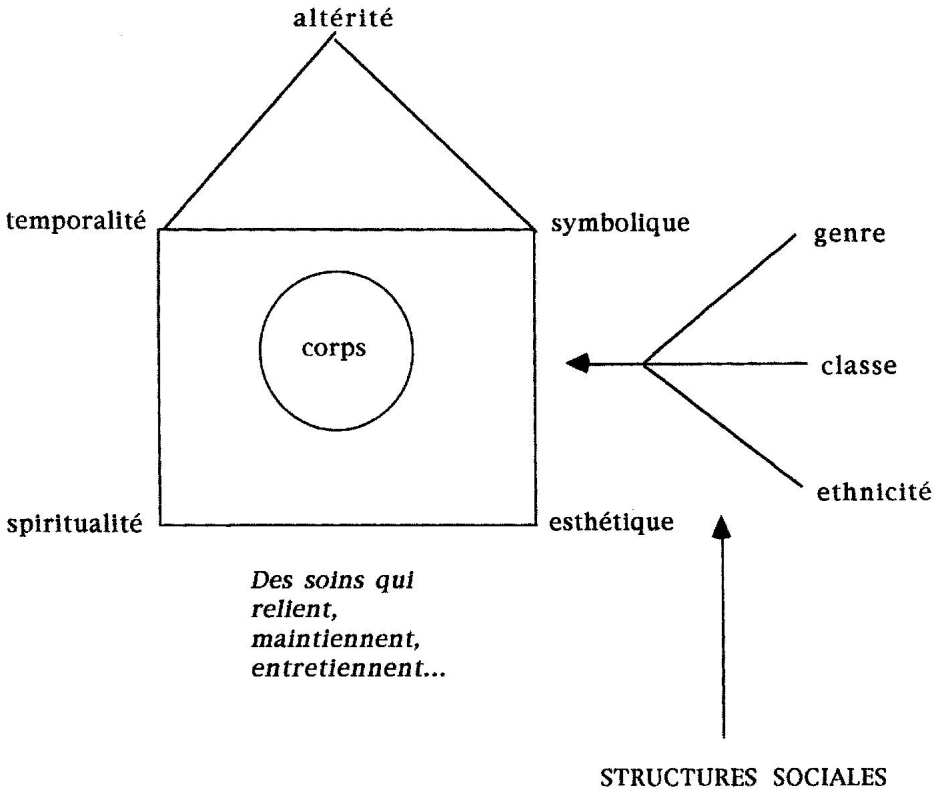 altérité
temporalité
symbolique
genre
corps
classe
ethnicité
spiritualité
esthétique
Des soins qui
relient,
maintiennent,
entretiennent...
STRUCTURES SOCIALES